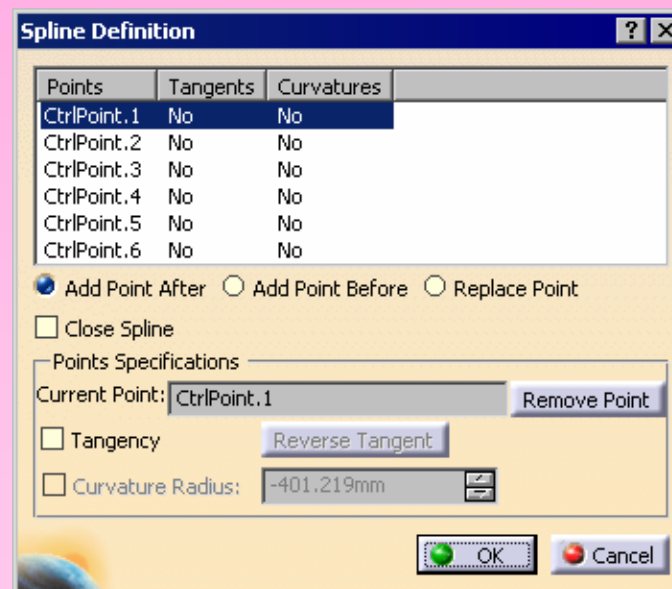 Spline Definition
Points Tangents Curvatures
CtrlPoint.1 No No
CtrlPoint.2 No No
CtrlPoint.3 No No
CtrlPoint.4 No No
CtrlPoint.5 No No
CtrlPoint.6 No No
Add Point After Add Point Before Replace Point
Close Spline
Points Specifications
Current Point: CtrlPoint.1 Remove Point
Tangency Reverse Tangent
Curvature Radius: -401.219mm
OK Cancel